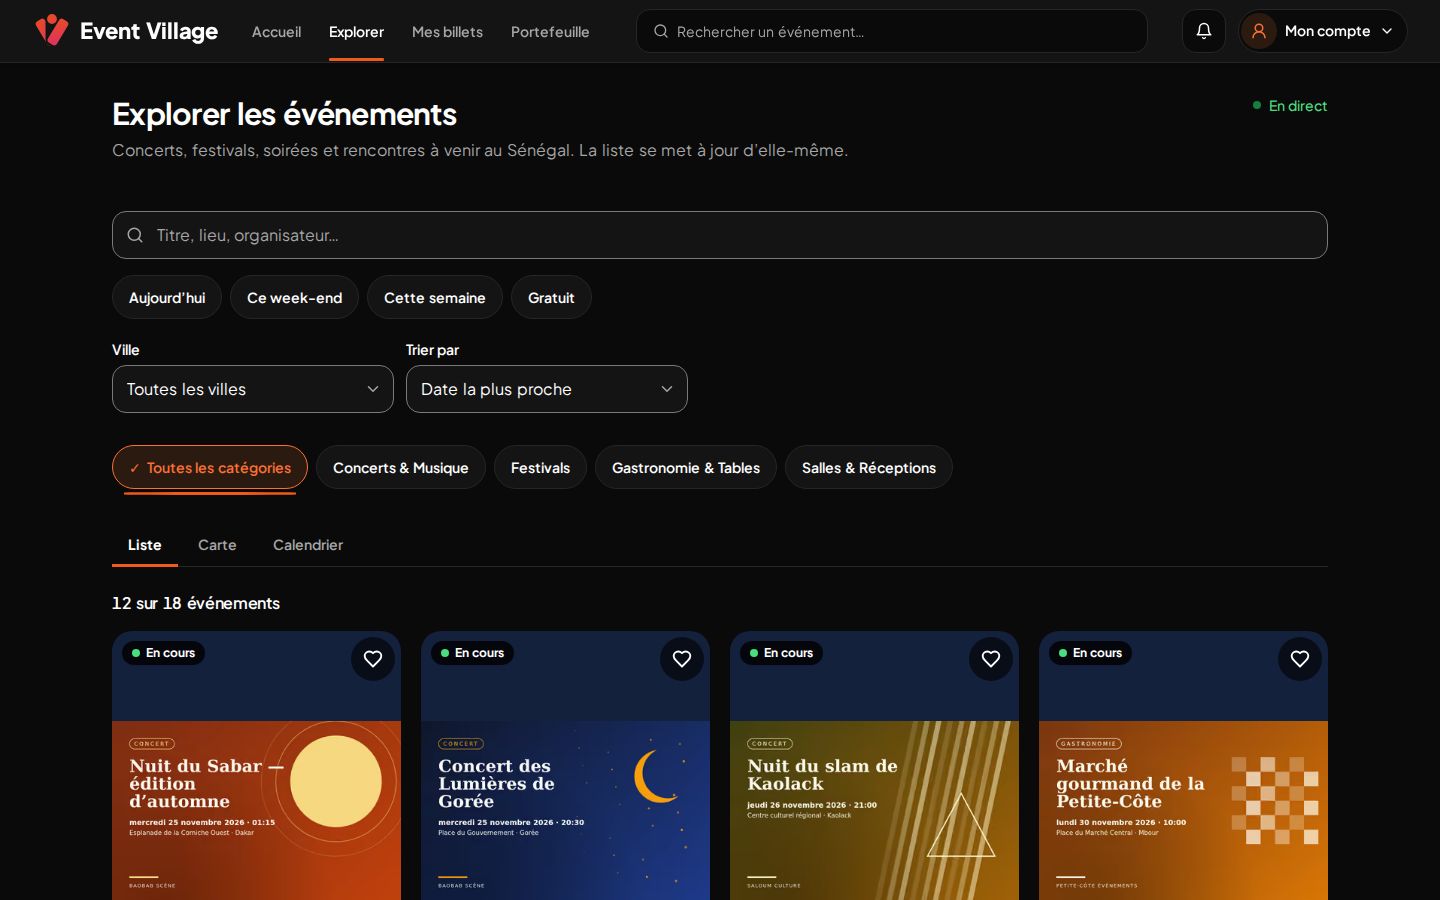 Event Village
Accueil
Explorer
Mes billets
Portefeuille
Rechercher un événement…
Mon compte
Explorer les événements
En direct
Concerts, festivals, soirées et rencontres à venir au Sénégal. La liste se met à jour d’elle-même.
Titre, lieu, organisateur…
Aujourd’hui
Ce week-end
Cette semaine
Gratuit
Ville
Trier par
Toutes les villes
Date la plus proche
✓ Toutes les catégories
Concerts & Musique
Festivals
Gastronomie & Tables
Salles & Réceptions
Liste
Carte
Calendrier
12 sur 18 événements
En cours
CONCERT
Nuit du Sabar —
édition
d’automne
mercredi 25 novembre 2026 · 01:15
Esplanade de la Corniche Ouest · Dakar
BAOBAB SCÈNE
En cours
CONCERT
Concert des
Lumières de
Gorée
mercredi 25 novembre 2026 · 20:30
Place du Gouvernement · Gorée
BAOBAB SCÈNE
En cours
CONCERT
Nuit du slam de
Kaolack
jeudi 26 novembre 2026 · 21:00
Centre culturel régional · Kaolack
SALOUM CULTURE
En cours
GASTRONOMIE
Marché
gourmand de la
Petite-Côte
lundi 30 novembre 2026 · 10:00
Place du Marché Central · Mbour
PETITE-CÔTE ÉVÉNEMENTS